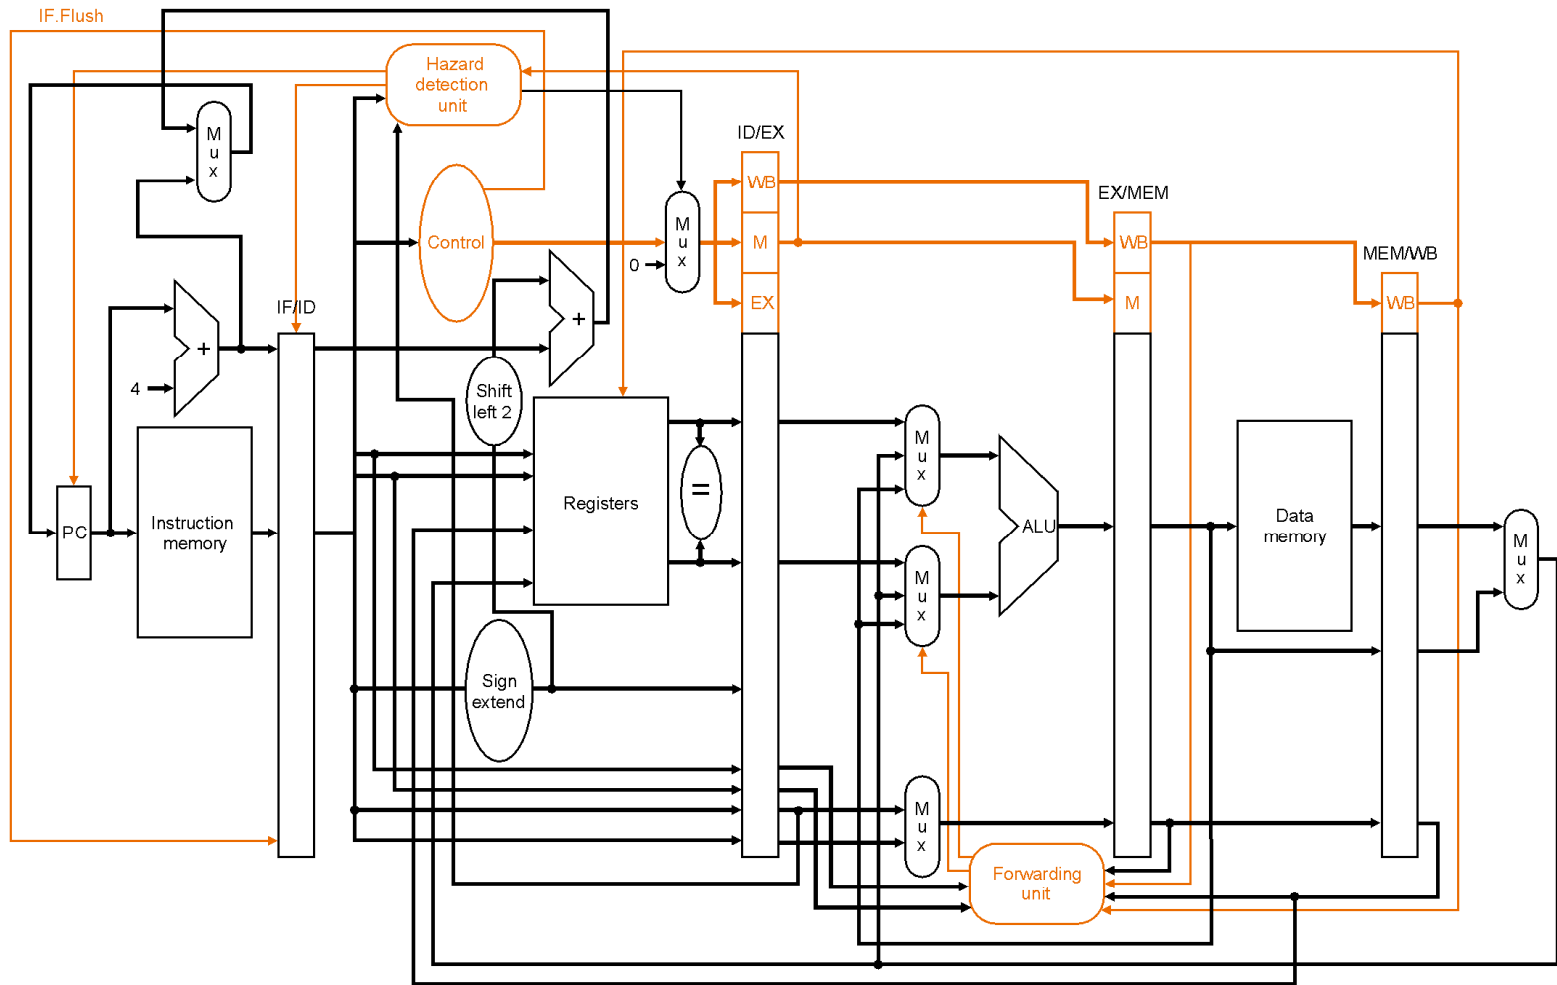 IF.Flush
Hazard
detection
unit
M
u
x
ID/EX
WB
M
EX
Control
M
u
x
0
EX/MEM
WB
M
MEM/WB
WB
IF/ID
+
+
4
Shift
left 2
Registers
=
M
u
x
ALU
Data
memory
PC
Instruction
memory
M
u
x
M
u
x
Sign
extend
M
u
x
Forwarding
unit